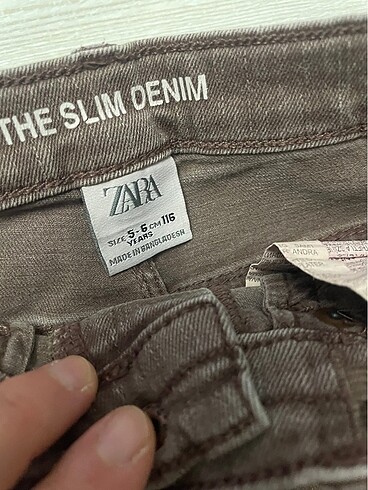 THE SLIM DENIM
ZARA
SIZE 5-6 CM 116
YEARS
MADE IN BANGLADESH
ANDRA